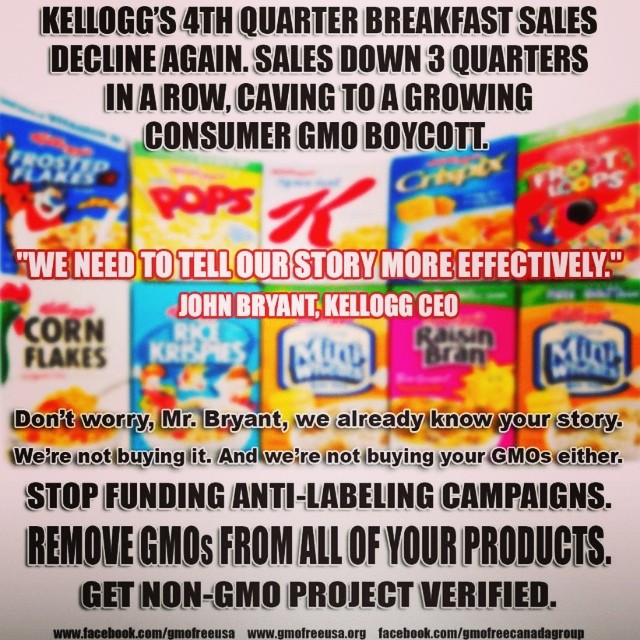 KELLOGG'S 4TH QUARTER BREAKFAST SALES
DECLINE AGAIN. SALES DOWN 3 QUARTERS
IN A ROW, CAVING TO A GROWING
CONSUMER GMO BOYCOTT.
Kellogg's
FROSTED
FLAKES
POPS
K
Crispix
FROOT
LOOPS
"WE NEED TO TELL OUR STORY MORE EFFECTIVELY."
JOHN BRYANT, KELLOGG CEO
Kellogg's
CORN
FLAKES
RICE
KRISPIES
Mini
Wheats
Raisin
Bran
Mini
Wheats
Don't worry, Mr. Bryant, we already know your story.
We're not buying it. And we're not buying your GMOs either.
STOP FUNDING ANTI-LABELING CAMPAIGNS.
REMOVE GMOs FROM ALL OF YOUR PRODUCTS.
GET NON-GMO PROJECT VERIFIED.
www.facebook.com/gmofreeusa www.gmofreeusa.org facebook.com/gmofreecanadagroup